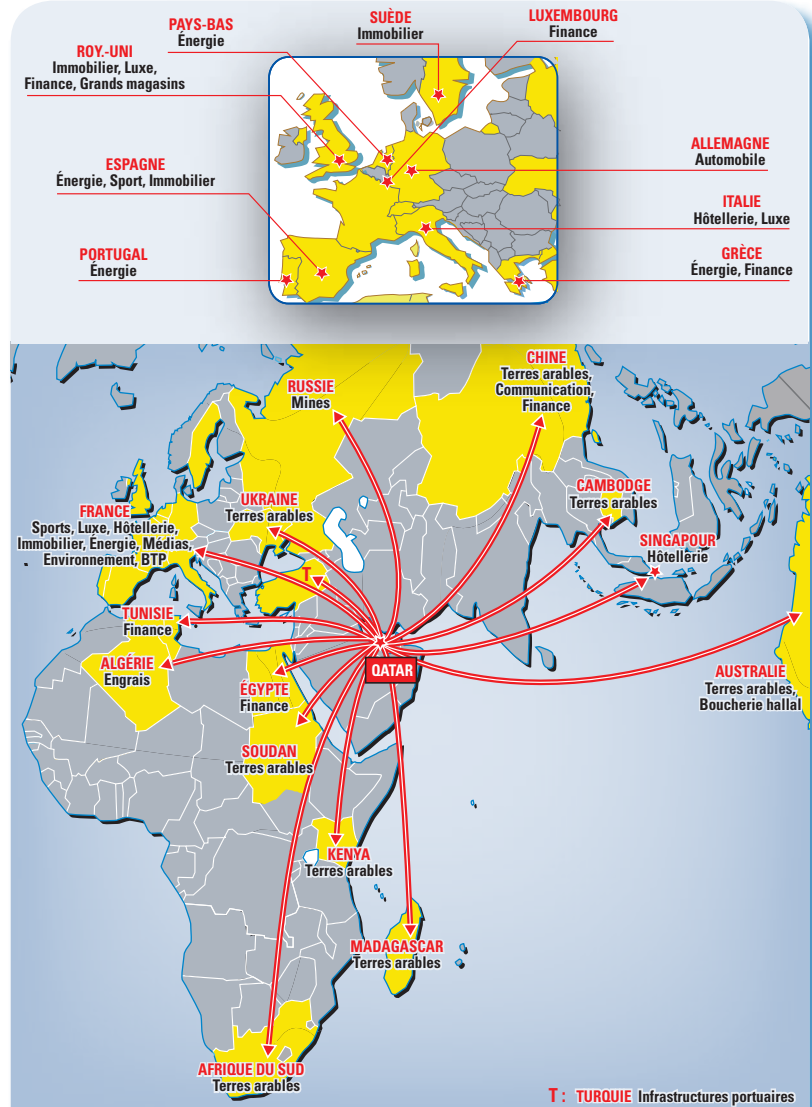 PAYS-BAS
Énergie
SUÈDE
Immobilier
LUXEMBOURG
Finance
ROY.-UNI
Immobilier, Luxe,
Finance, Grands magasins
ALLEMAGNE
Automobile
ESPAGNE
Énergie, Sport, Immobilier
ITALIE
Hôtellerie, Luxe
PORTUGAL
Énergie
GRÈCE
Énergie, Finance
CHINE
Terres arables,
Communication,
Finance
RUSSIE
Mines
CAMBODGE
Terres arables
UKRAINE
Terres arables
FRANCE
Sports, Luxe, Hôtellerie,
Immobilier, Énergie, Médias,
Environnement, BTP
SINGAPOUR
Hôtellerie
T
TUNISIE
Finance
ALGÉRIE
Engrais
QATAR
ÉGYPTE
Finance
AUSTRALIE
Terres arables,
Boucherie hallal
SOUDAN
Terres arables
KENYA
Terres arables
MADAGASCAR
Terres arables
AFRIQUE DU SUD
Terres arables
T : TURQUIE Infrastructures portuaires